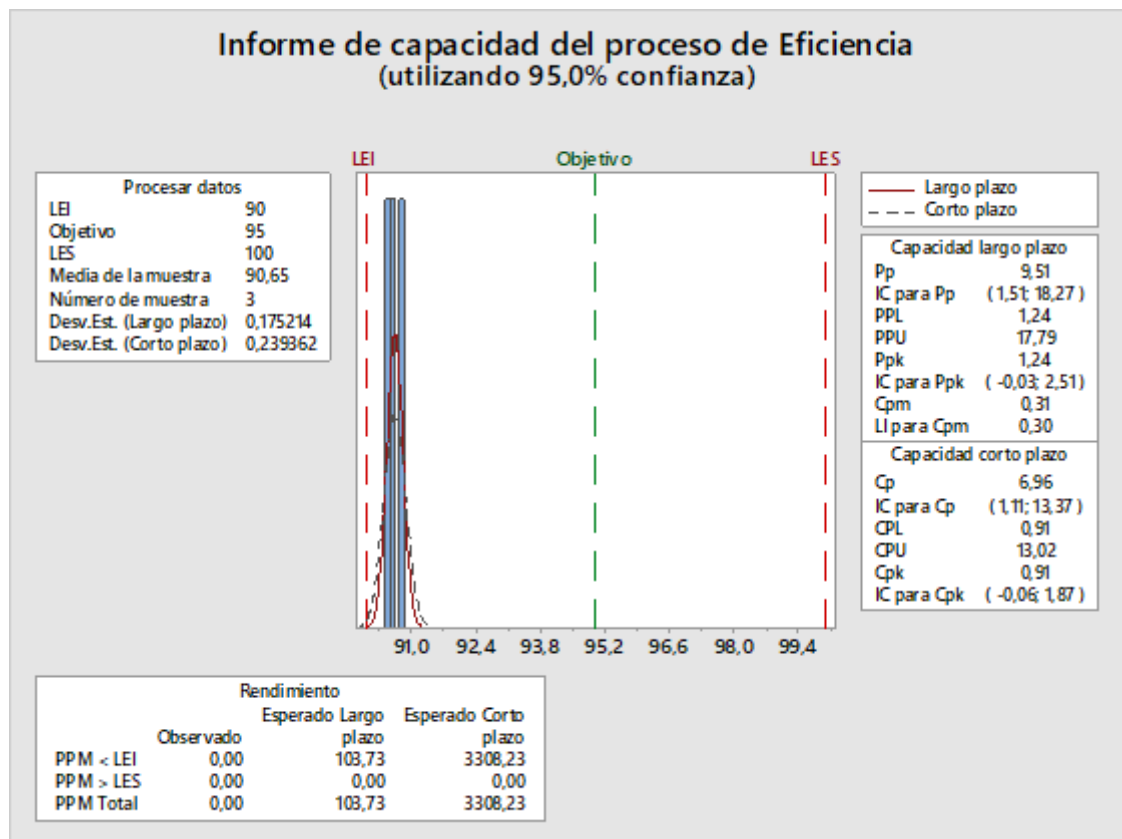 Informe de capacidad del proceso de Eficiencia
(utilizando 95,0% confianza)
LEI Objetivo LES
Procesar datos
LEI 90
Objetivo 95
LES 100
Media de la muestra 90,65
Número de muestra 3
Desv.Est. (Largo plazo) 0,175214
Desv.Est. (Corto plazo) 0,239362
Largo plazo
Corto plazo
Capacidad largo plazo
Pp 9,51
IC para Pp (1,51; 18,27)
PPL 1,24
PPU 17,79
Ppk 1,24
IC para Ppk ( -0,03; 2,51)
Cpm 0,31
LI para Cpm 0,30
Capacidad corto plazo
Cp 6,96
IC para Cp (1,11; 13,37)
CPL 0,91
CPU 13,02
Cpk 0,91
IC para Cpk ( -0,06; 1,87)
91,0 92,4 93,8 95,2 96,6 98,0 99,4
Rendimiento
Esperado Largo Esperado Corto
Observado plazo plazo
PPM < LEI 0,00 103,73 3308,23
PPM > LES 0,00 0,00 0,00
PPM Total 0,00 103,73 3308,23